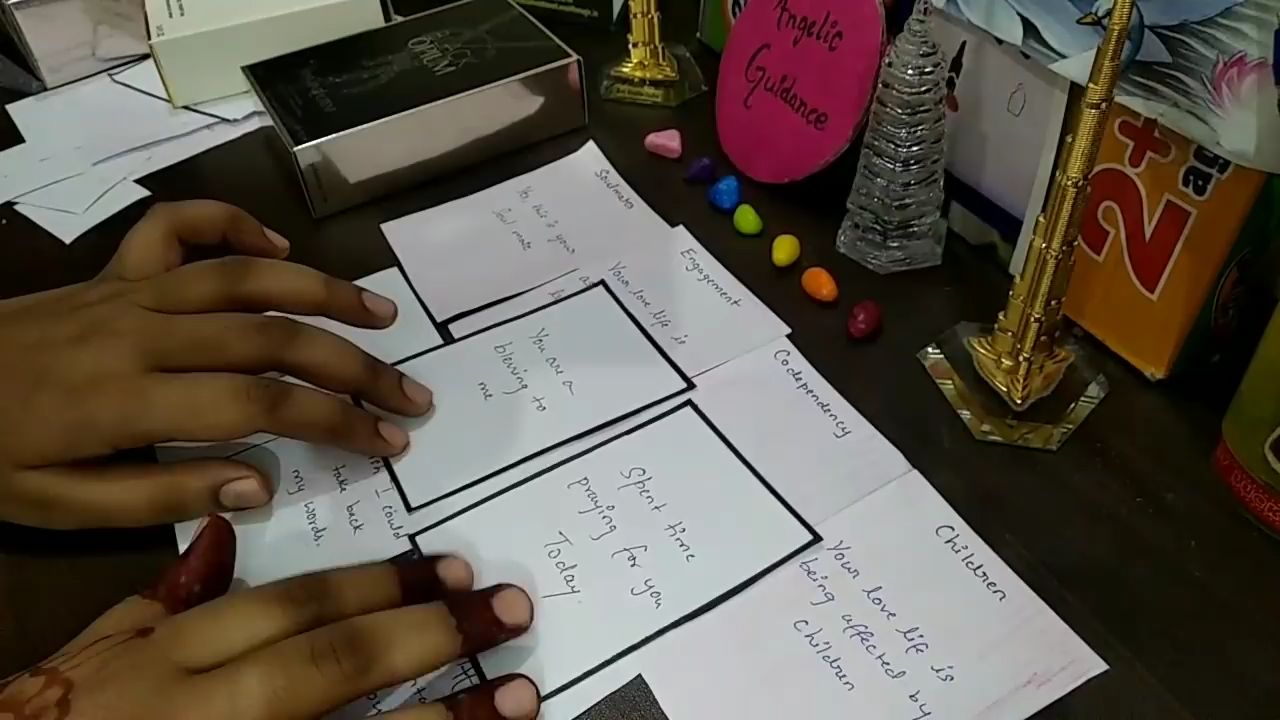 OPIUM
Angelic
Guidance
+2
Soulmates
Yes, this is your
Soul mate
Engagement
Your love life is
Codependency
You are a
blessing to
me
Spent time
praying for you
Today.
Children
Your love life is
being affected by
children
I could
take back
my words.